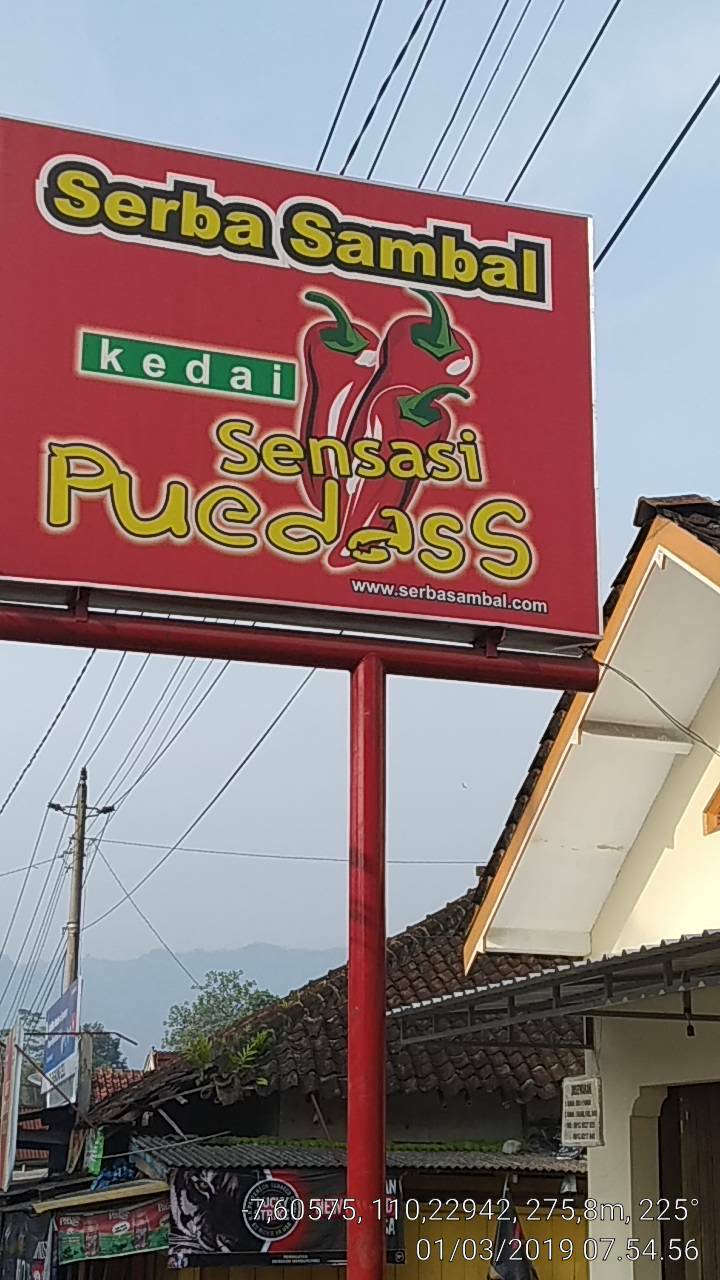 Serba Sambal
kedai
Sensasi
Puedass
www.serbasambal.com
NEW
7,60575, 110,22942, 275,8m, 225°
01/03/2019 07.54.56